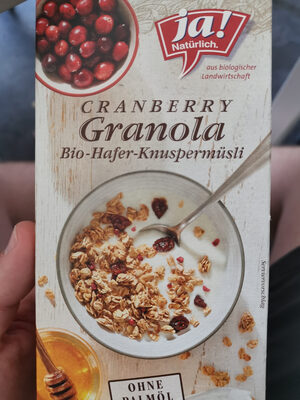 ja!
Natürlich.
aus biologischer
Landwirtschaft
CRANBERRY
Granola
Bio-Hafer-Knuspermüsli
Serviervorschlag
OHNE
PALMÖL